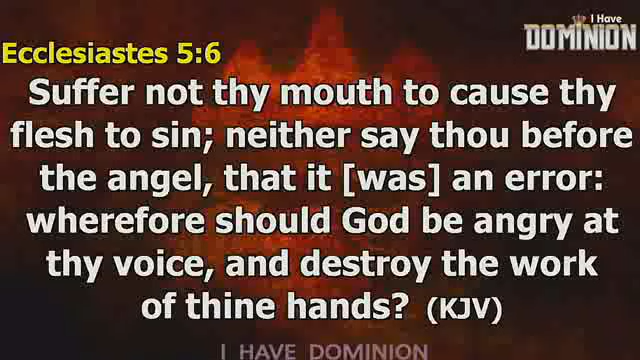 I Have
DOMINION
Ecclesiastes 5:6
Suffer not thy mouth to cause thy
flesh to sin; neither say thou before
the angel, that it [was] an error:
wherefore should God be angry at
thy voice, and destroy the work
of thine hands? (KJV)
I HAVE DOMINION